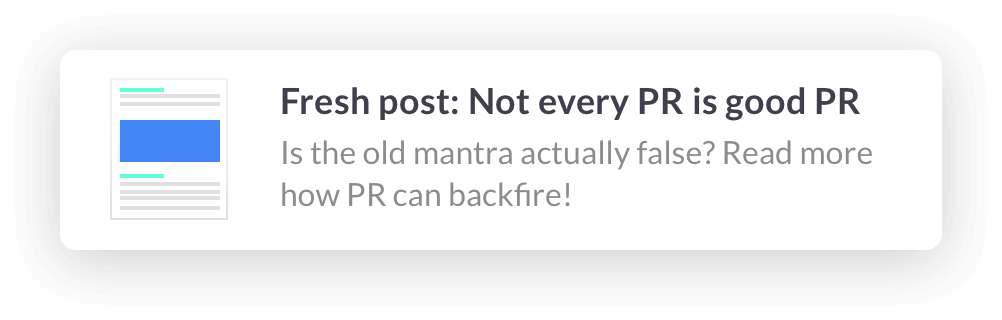 Fresh post: Not every PR is good PR
Is the old mantra actually false? Read more
how PR can backfire!